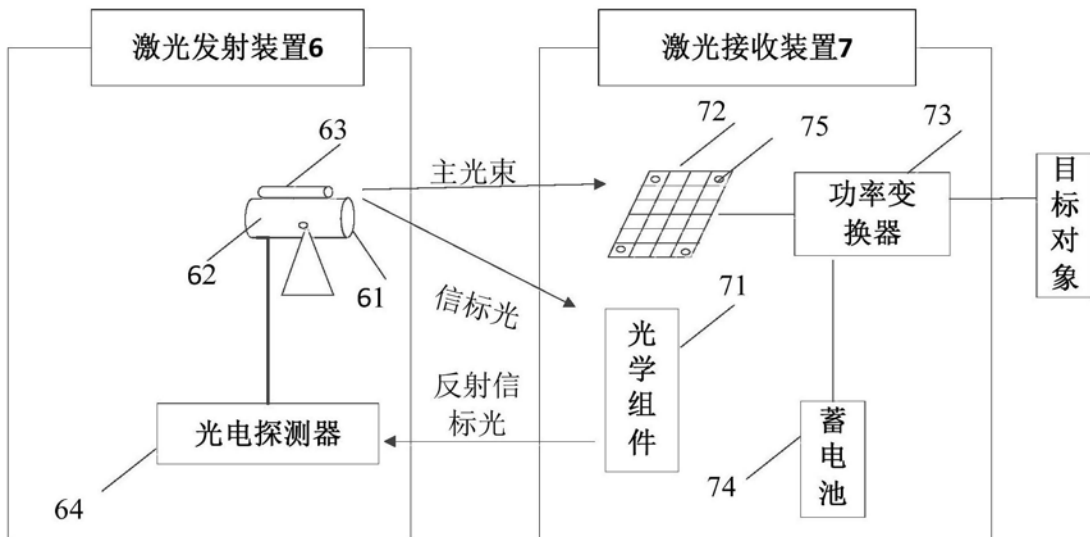 激光发射装置6
激光接收装置7
63
62
61
主光束
信标光
反射信
标光
光电探测器
64
72
75
73
功率变
换器
目标对象
71
光学组件
74
蓄电池